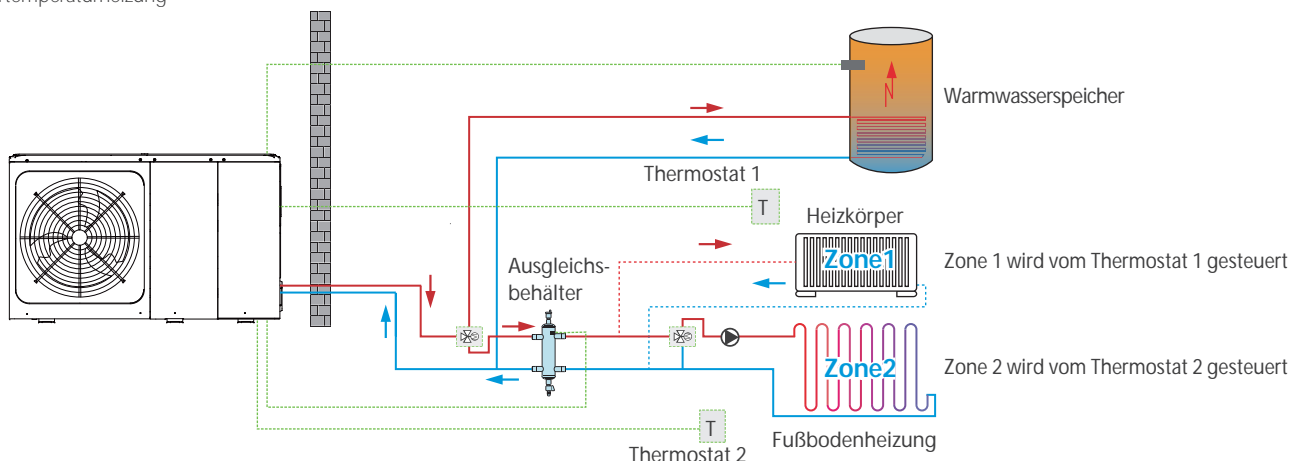 Warmwasserspeicher
Thermostat 1
T
Heizkörper
Zone1
Zone 1 wird vom Thermostat 1 gesteuert
Ausgleichs-
behälter
Zone2
Zone 2 wird vom Thermostat 2 gesteuert
T
Fußbodenheizung
Thermostat 2